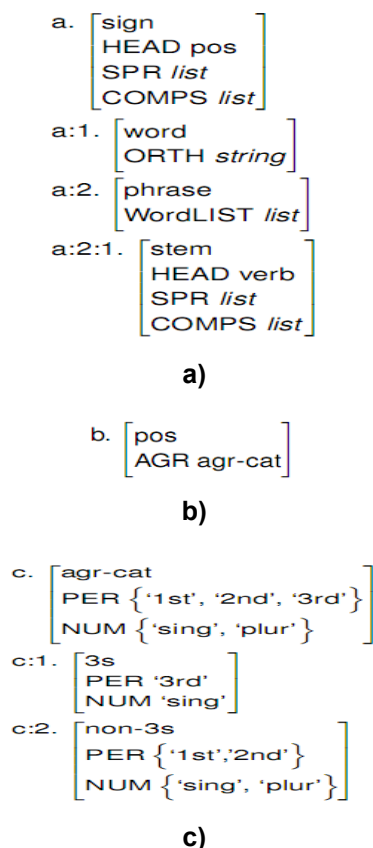 a. [sign
HEAD pos
SPR list
COMPS list]
a:1. [word
ORTH string]
a:2. [phrase
WordLIST list]
a:2:1. [stem
HEAD verb
SPR list
COMPS list]
a)
b. [pos
AGR agr-cat]
b)
c. [agr-cat
PER {‘1st’, ‘2nd’, ‘3rd’}
NUM {‘sing’, ‘plur’}]
c:1. [3s
PER ‘3rd’
NUM ‘sing’]
c:2. [non-3s
PER {‘1st’,‘2nd’}
NUM {‘sing’, ‘plur’}]
c)